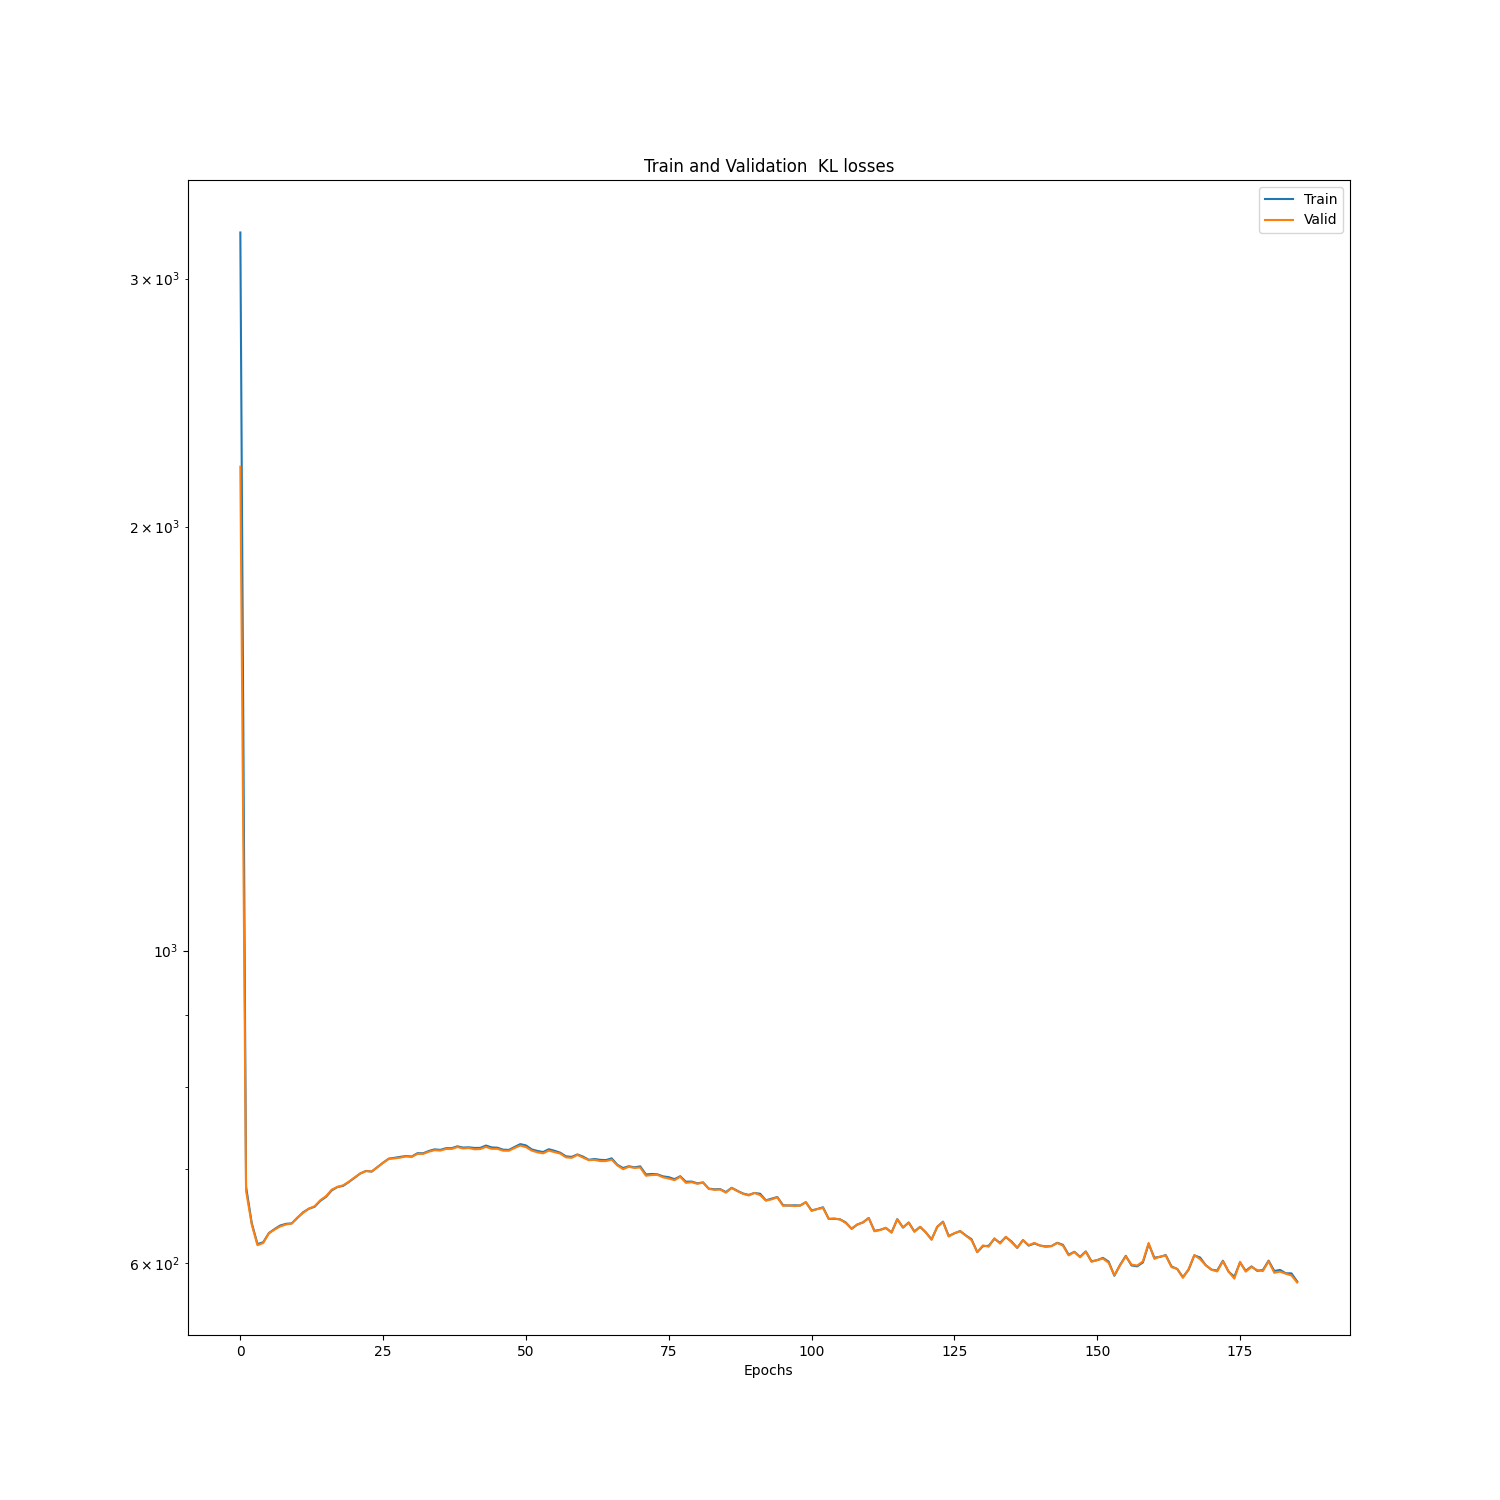 Train and Validation  KL losses
Train
Valid
3 × 10³
2 × 10³
10³
6 × 10²
0 25 50 75 100 125 150 175
Epochs